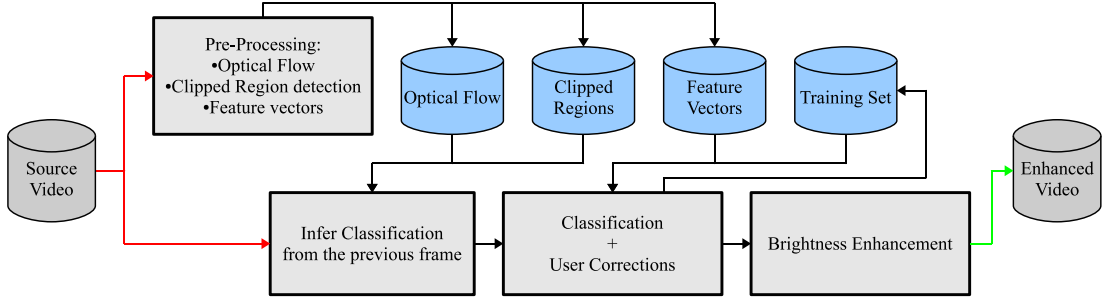 Pre-Processing:
•Optical Flow
•Clipped Region detection
•Feature vectors
Optical Flow
Clipped
Regions
Feature
Vectors
Training Set
Source
Video
Enhanced
Video
Infer Classification
from the previous frame
Classification
+
User Corrections
Brightness Enhancement